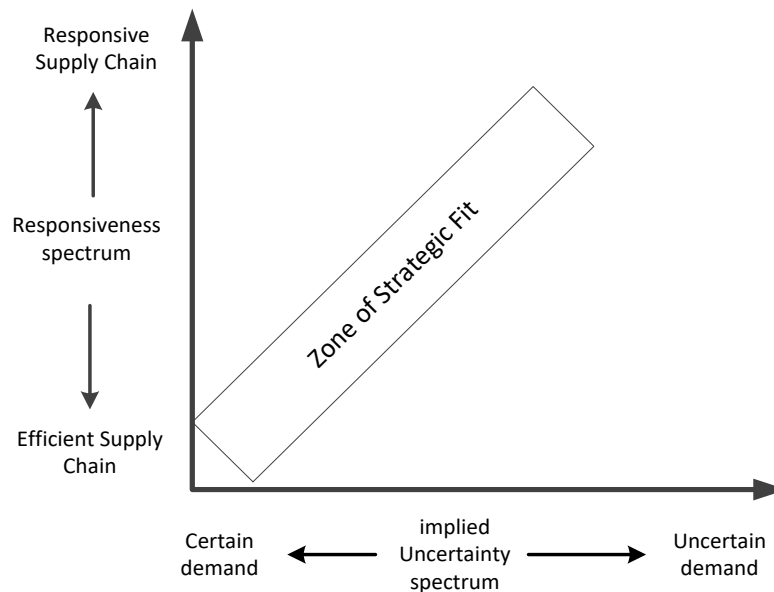 Responsive
Supply Chain
Responsiveness
spectrum
Zone of Strategic Fit
Efficient Supply
Chain
Certain
demand
implied
Uncertainty
spectrum
Uncertain
demand